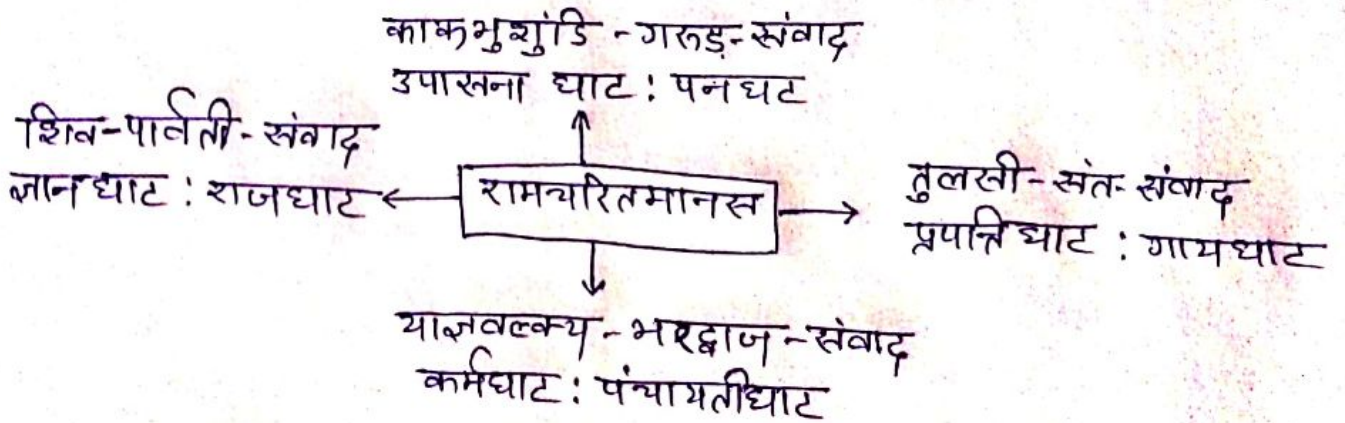 काकभुशुंडि - गरुड़ - संवाद
उपासना घाट : पनघट
शिव - पार्वती - संवाद
ज्ञान घाट : राजघाट
रामचरितमानस
तुलसी - संत - संवाद
प्रपत्ति घाट : गायघाट
याज्ञवल्क्य - भरद्वाज - संवाद
कर्मघाट : पंचायतीघाट